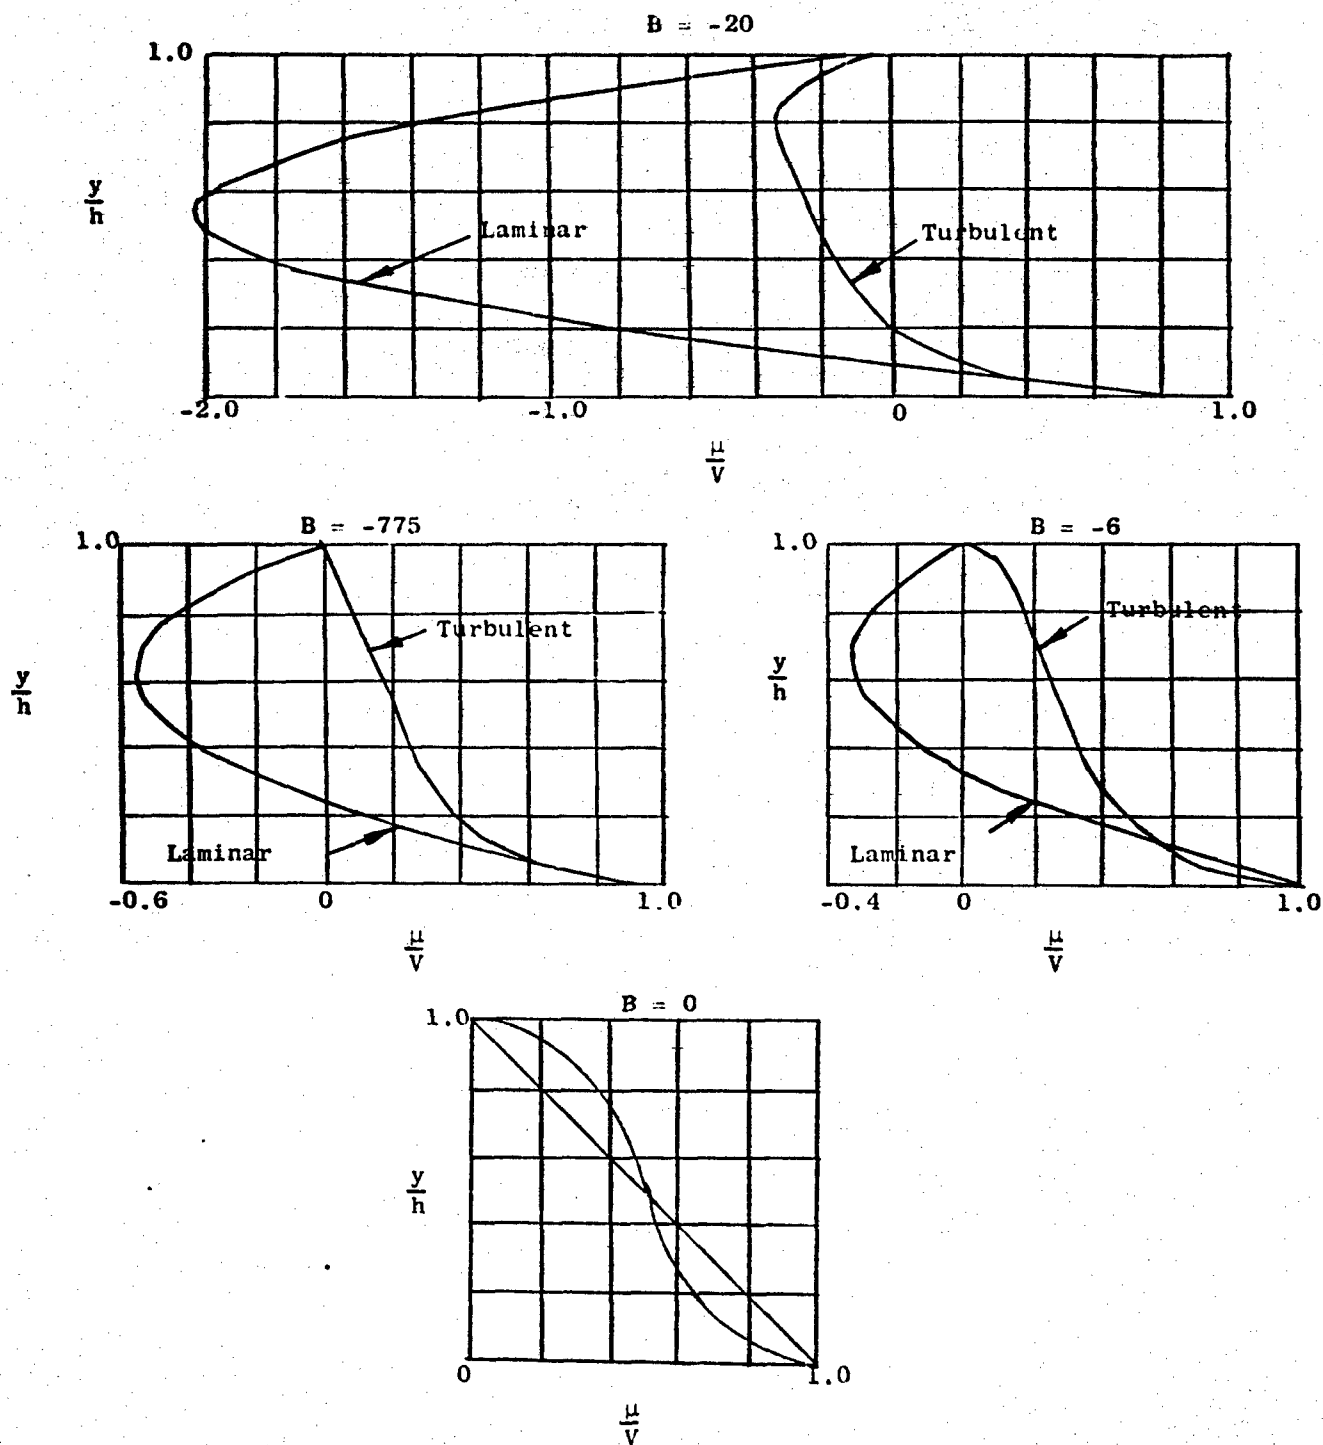 B = -20
1.0
y
h
Laminar
Turbulent
-2.0 -1.0 0 1.0
μ
V
B = -775
1.0
y
h
Turbulent
Laminar
-0.6 0 1.0
μ
V
B = -6
1.0
y
h
Turbulent
Laminar
-0.4 0 1.0
μ
V
B = 0
1.0
y
h
0 1.0
μ
V